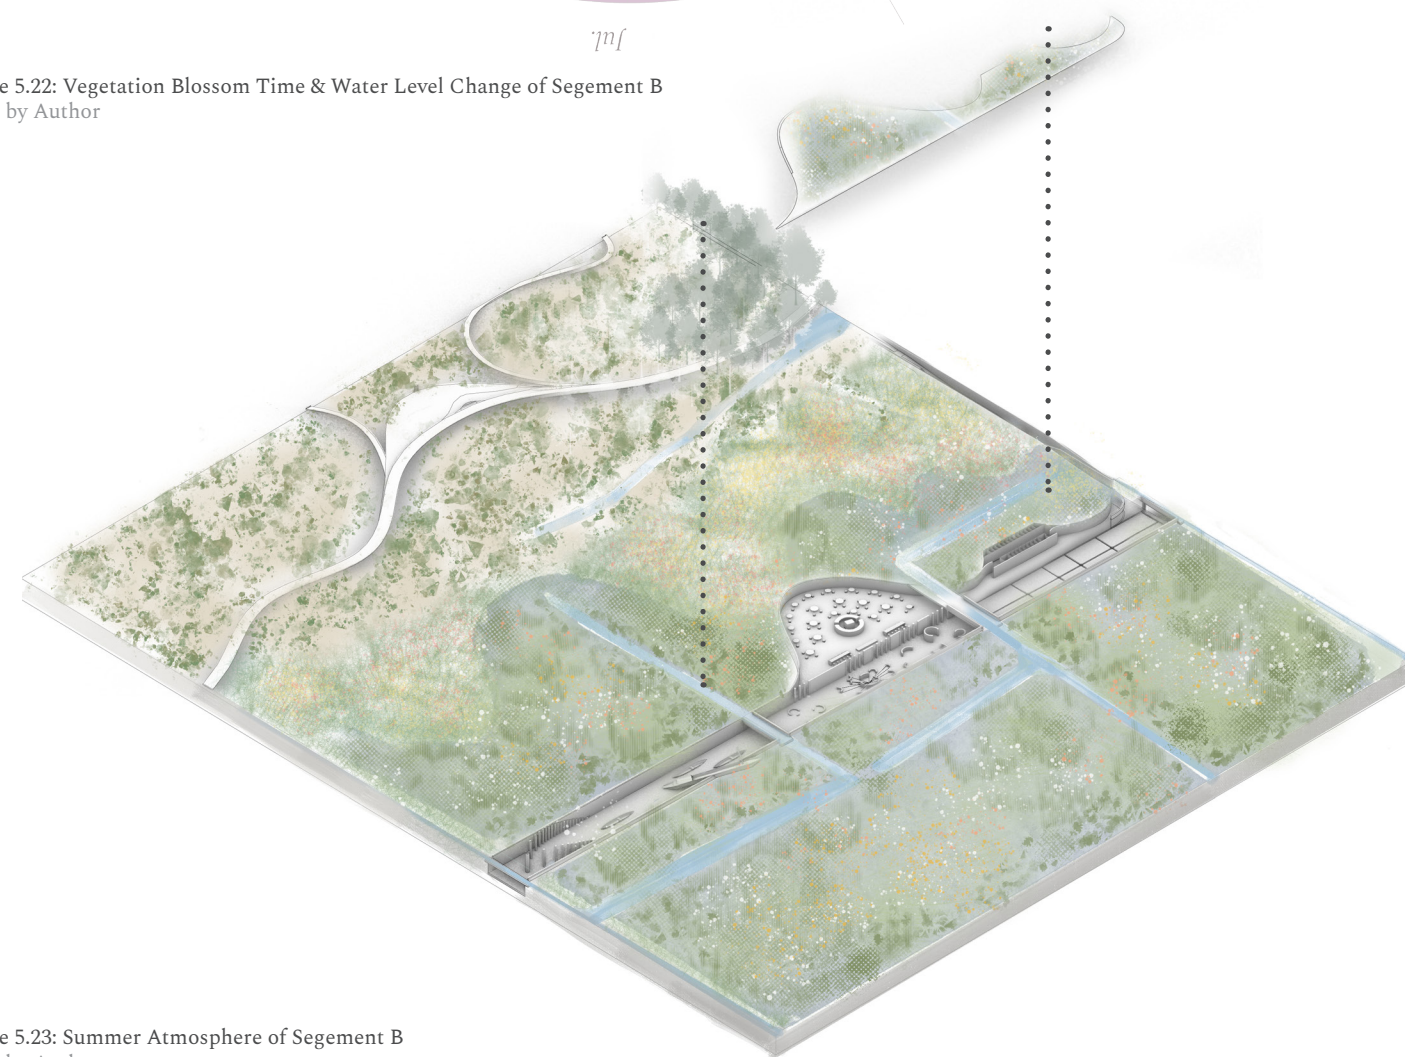 Jul.
e 5.22: Vegetation Blossom Time & Water Level Change of Segement B
by Author
e 5.23: Summer Atmosphere of Segement B